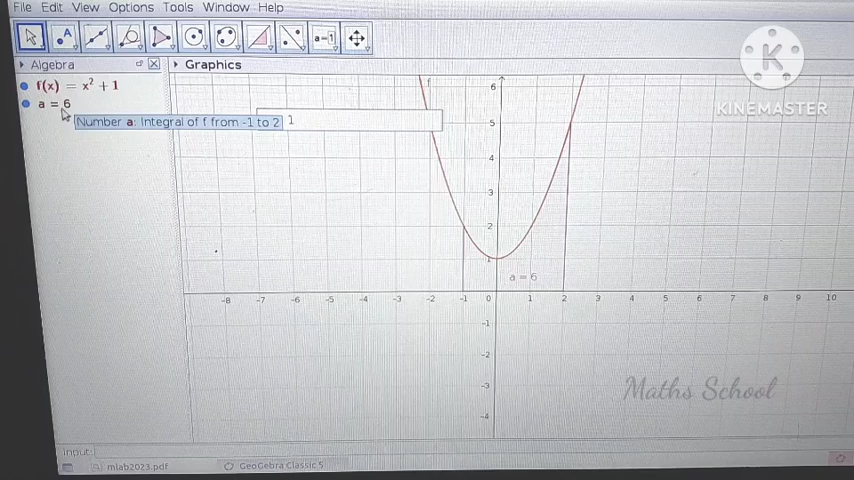 File Edit View Options Tools Window Help
a=1
Algebra
Graphics
f(x) = x² + 1
a = 6
Number a: Integral of f from -1 to 2
1
f
6
5
4
3
2
1
a = 6
-8 -7 -6 -5 -4 -3 -2 -1 0 1 2 3 4 5 6 7 8 9 10
-1
-2
-3
-4
K
KINEMASTER
Maths School
Input:
mlab2023.pdf
GeoGebra Classic 5